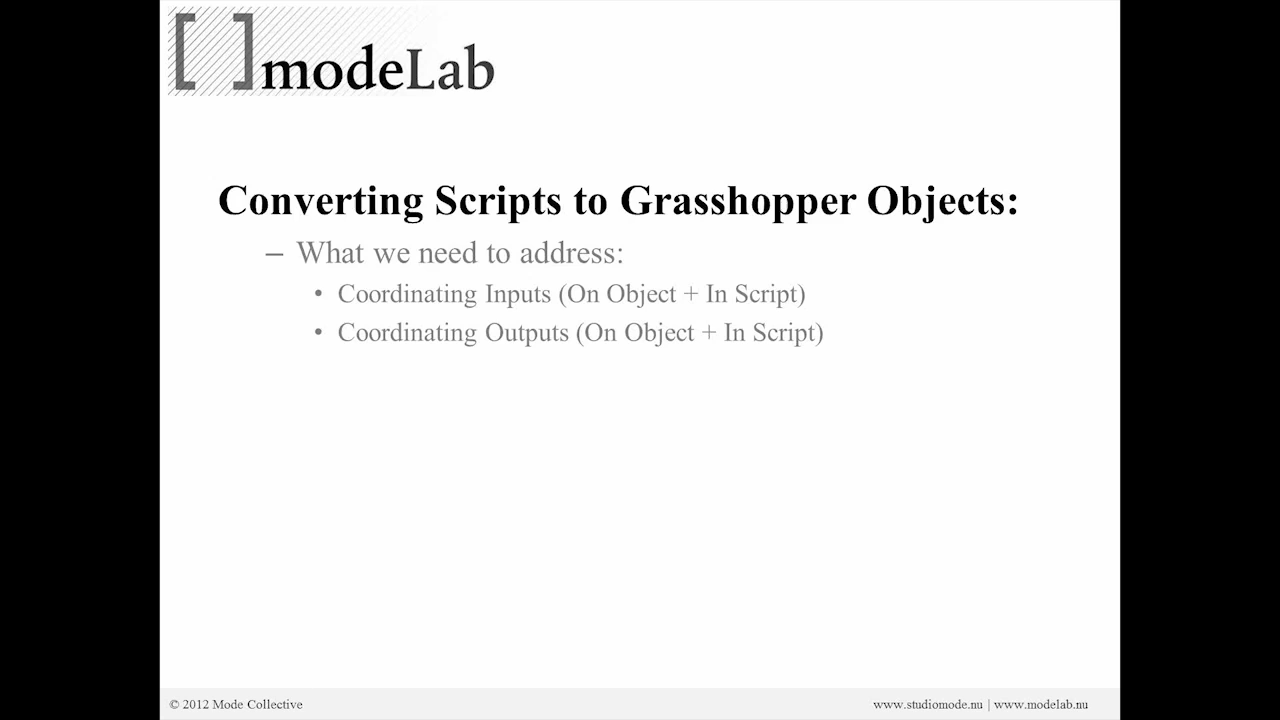 [ ] modeLab
Converting Scripts to Grasshopper Objects:
– What we need to address:
• Coordinating Inputs (On Object + In Script)
• Coordinating Outputs (On Object + In Script)
© 2012 Mode Collective
www.studiomode.nu | www.modelab.nu